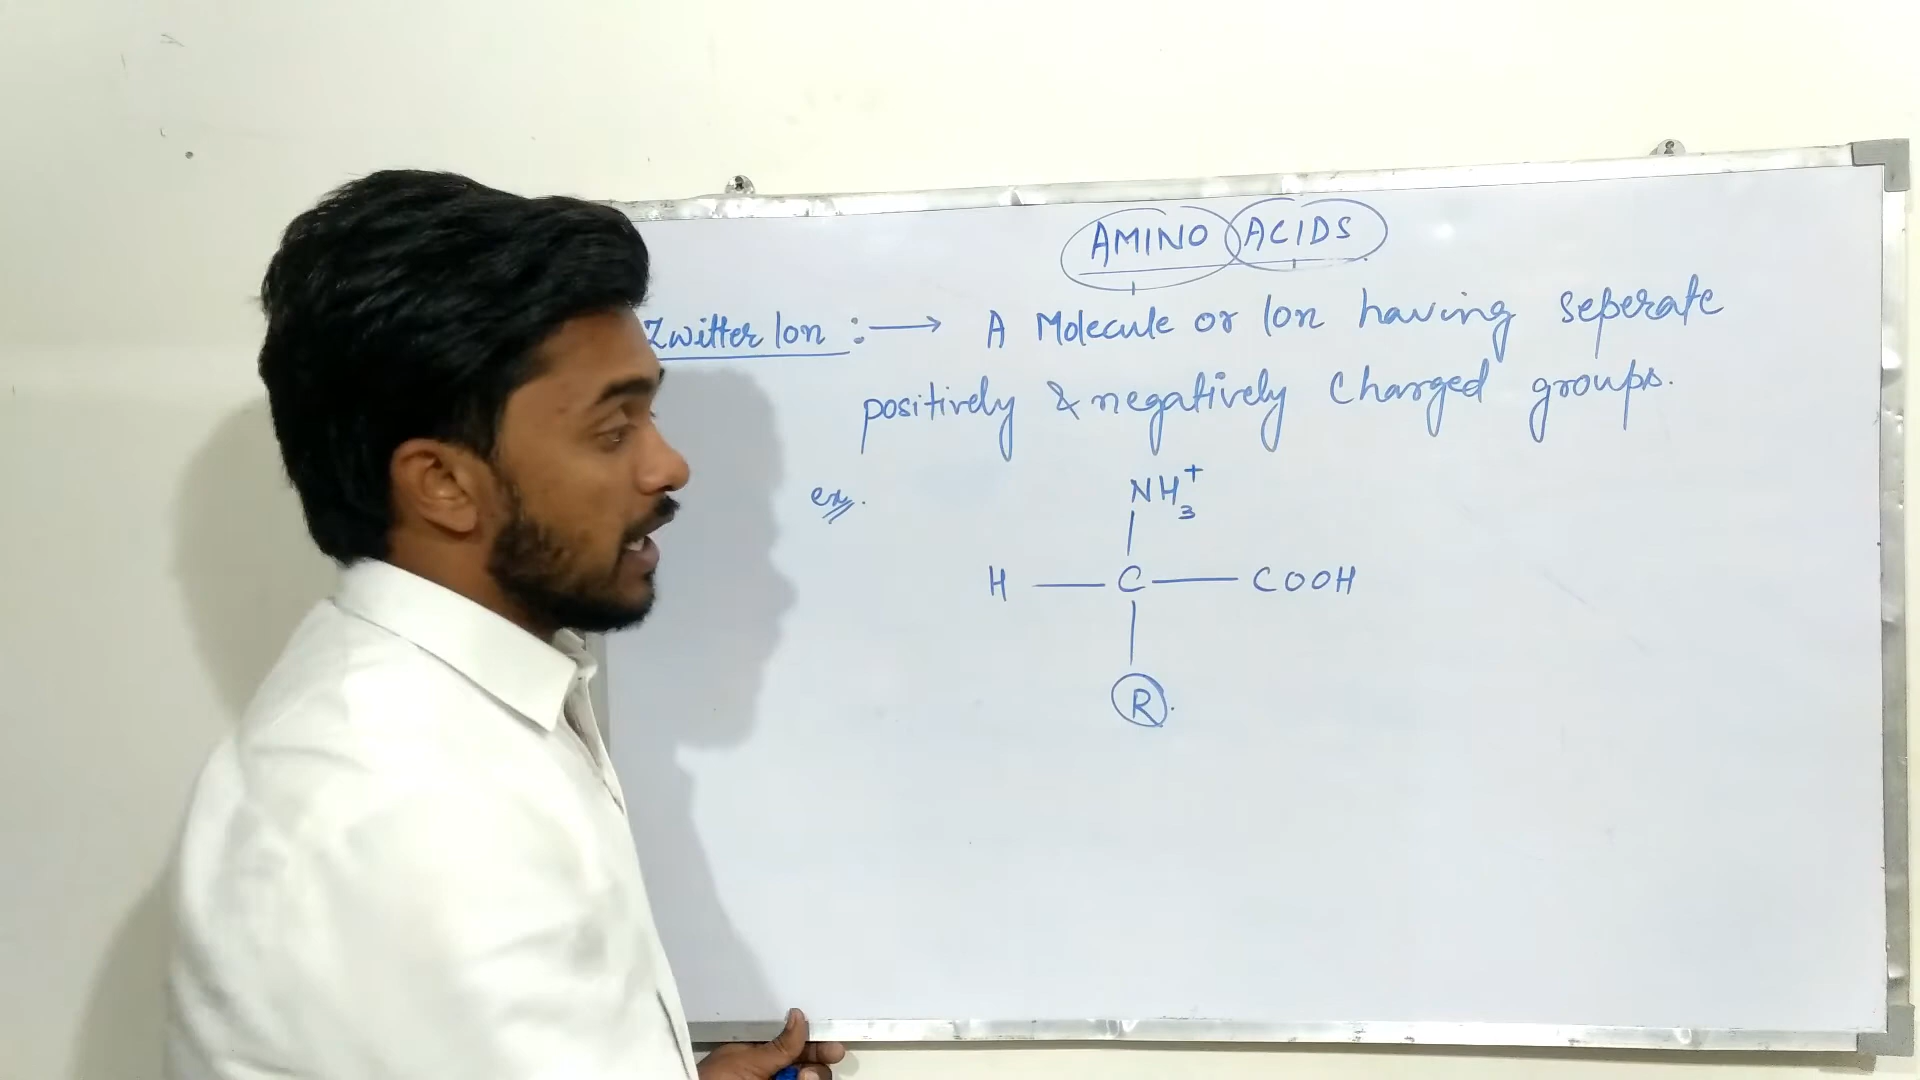 AMINO ACIDS
Zwitter Ion :⟶ A Molecule or Ion having seperate
positively & negatively Charged groups.
ex.
NH3+
H — C — COOH
R.